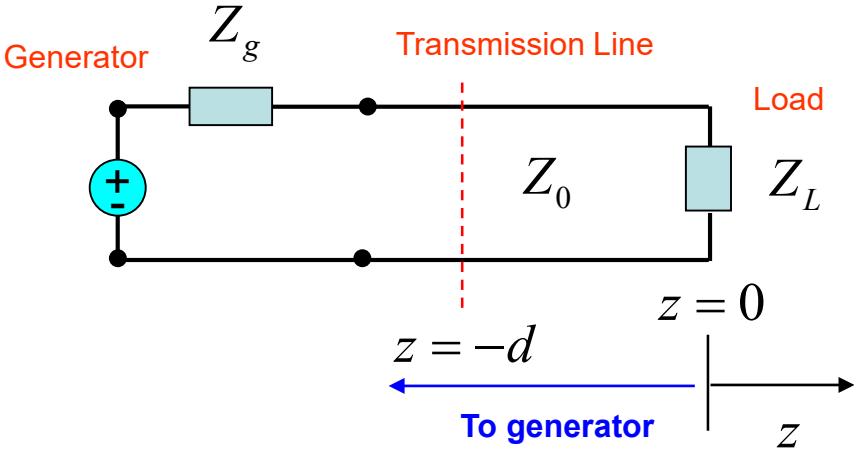 Z_g
Transmission Line
Generator
Load
+
-
Z_0
Z_L
z = 0
z = −d
To generator
z